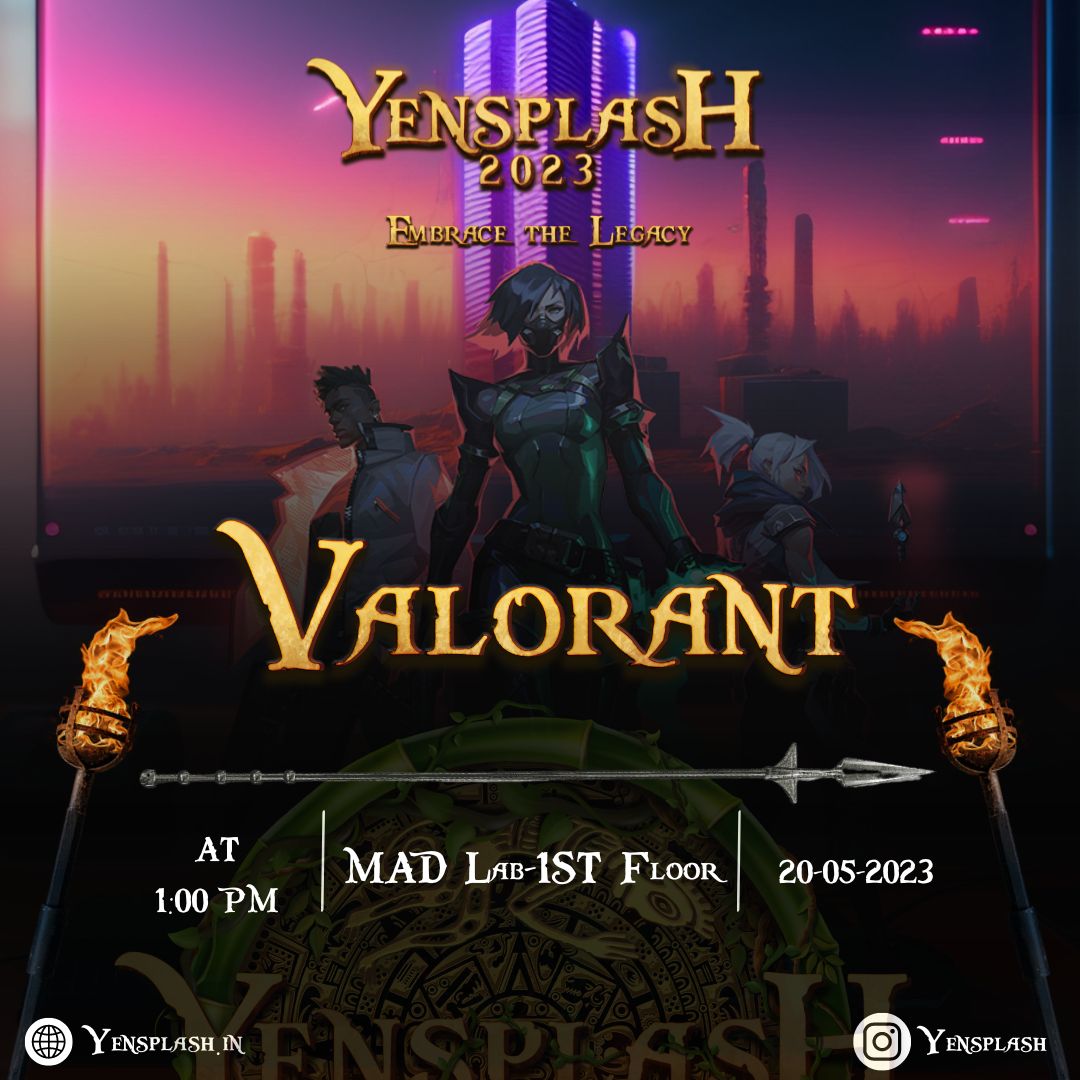 YENSPLASH
2023
EMBRACE THE LEGACY
VALORANT
AT
1:00 PM
MAD LAB-1ST FLOOR
20-05-2023
YENSPLASH
YENSPLASH.IN
YENSPLASH